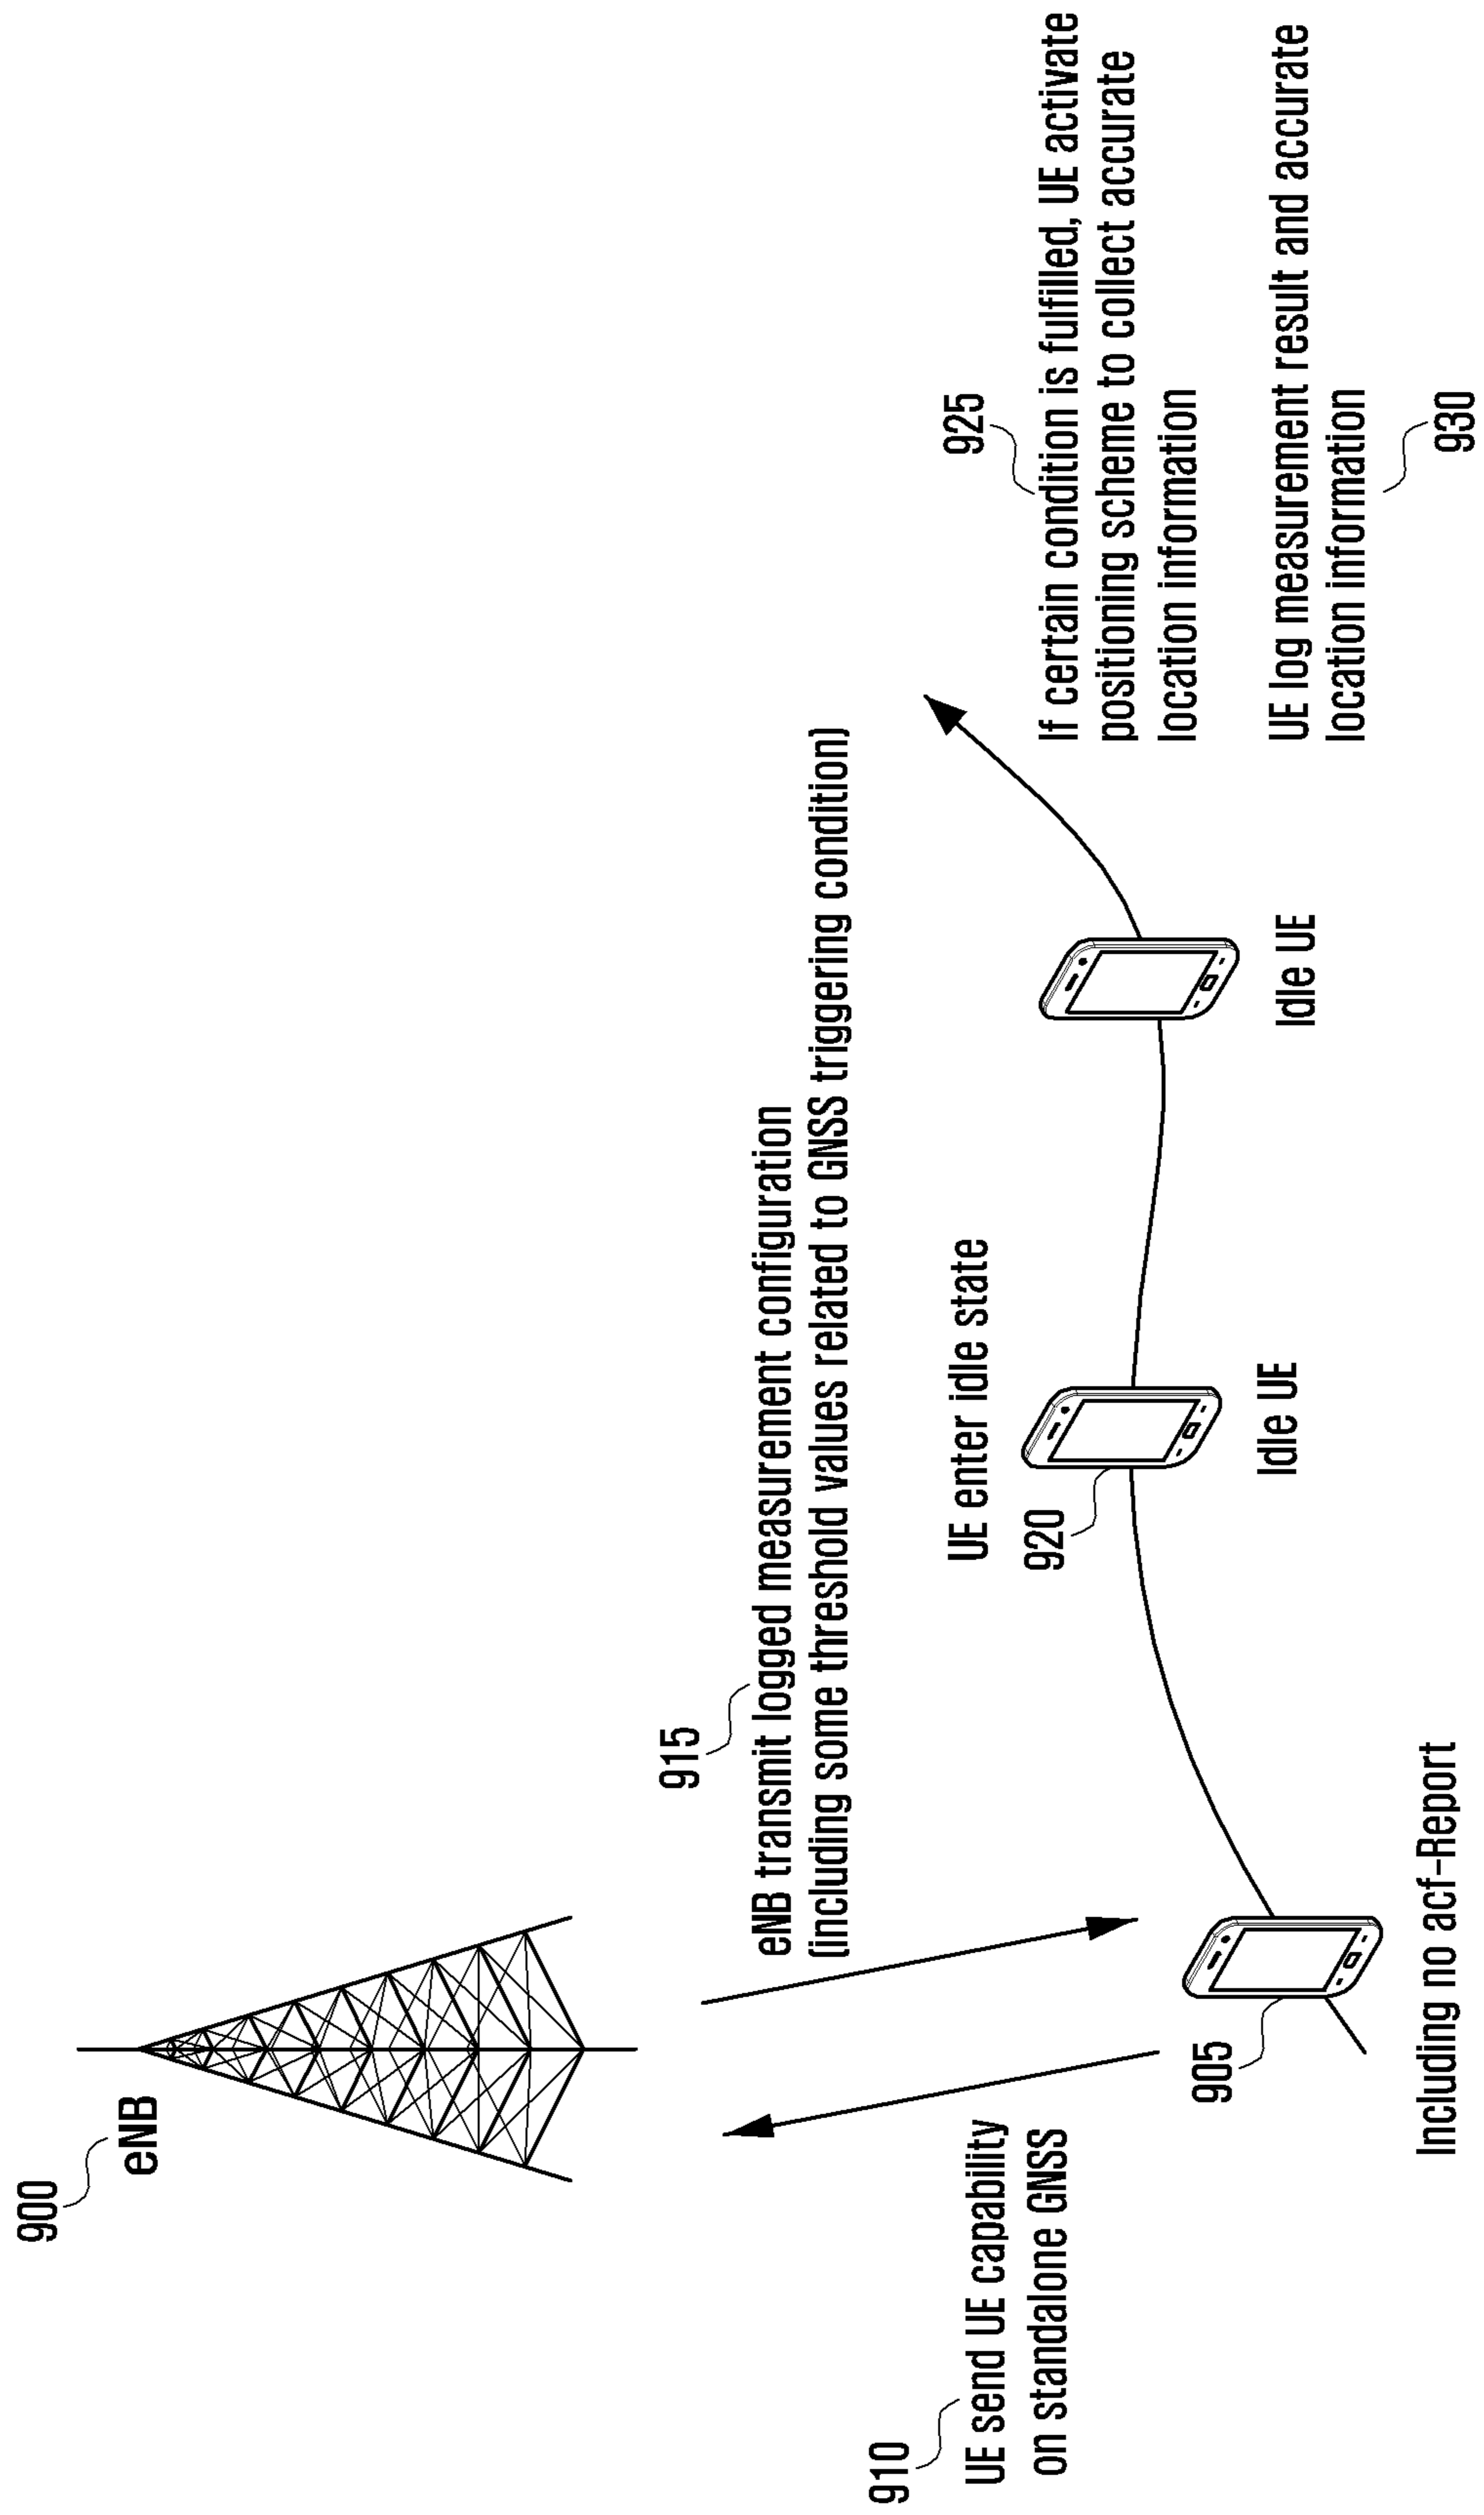 900
eNB
915
eNB transmit logged measurement configuration
(including some threshold values related to GNSS triggering condition)
910
UE send UE capability
on standalone GNSS
905
Including no acf-Report
UE enter idle state
920
Idle UE
Idle UE
925
If certain condition is fulfilled, UE activate
positioning scheme to collect accurate
location information
UE log measurement result and accurate
location information
930